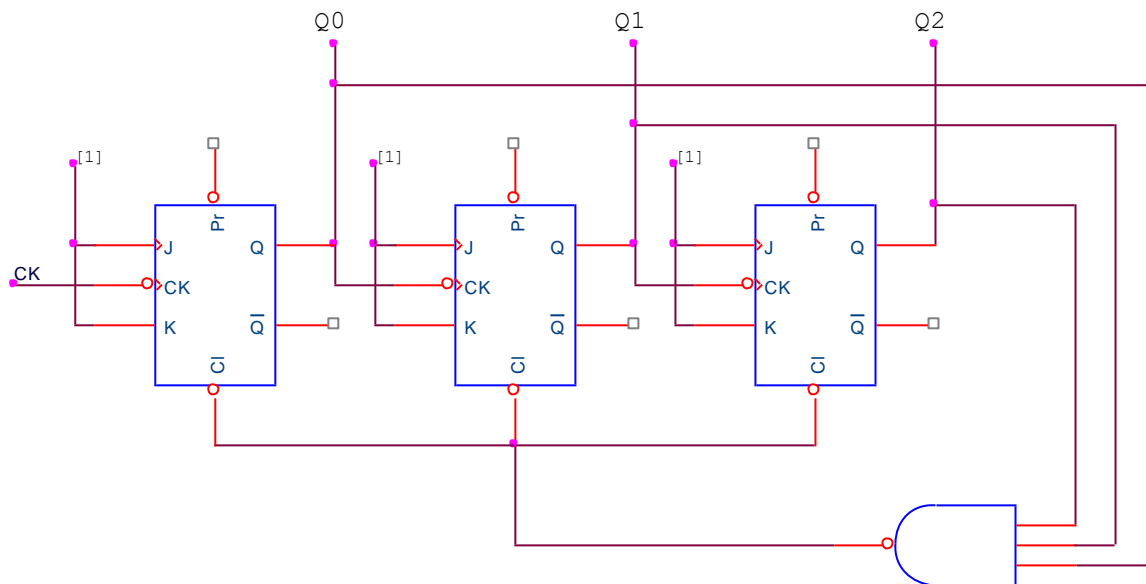 Q0 Q1 Q2
[1] [1] [1]
Pr Pr Pr
J Q J Q J Q
CK CK CK CK
K Q̅ K Q̅ K Q̅
Cl Cl Cl